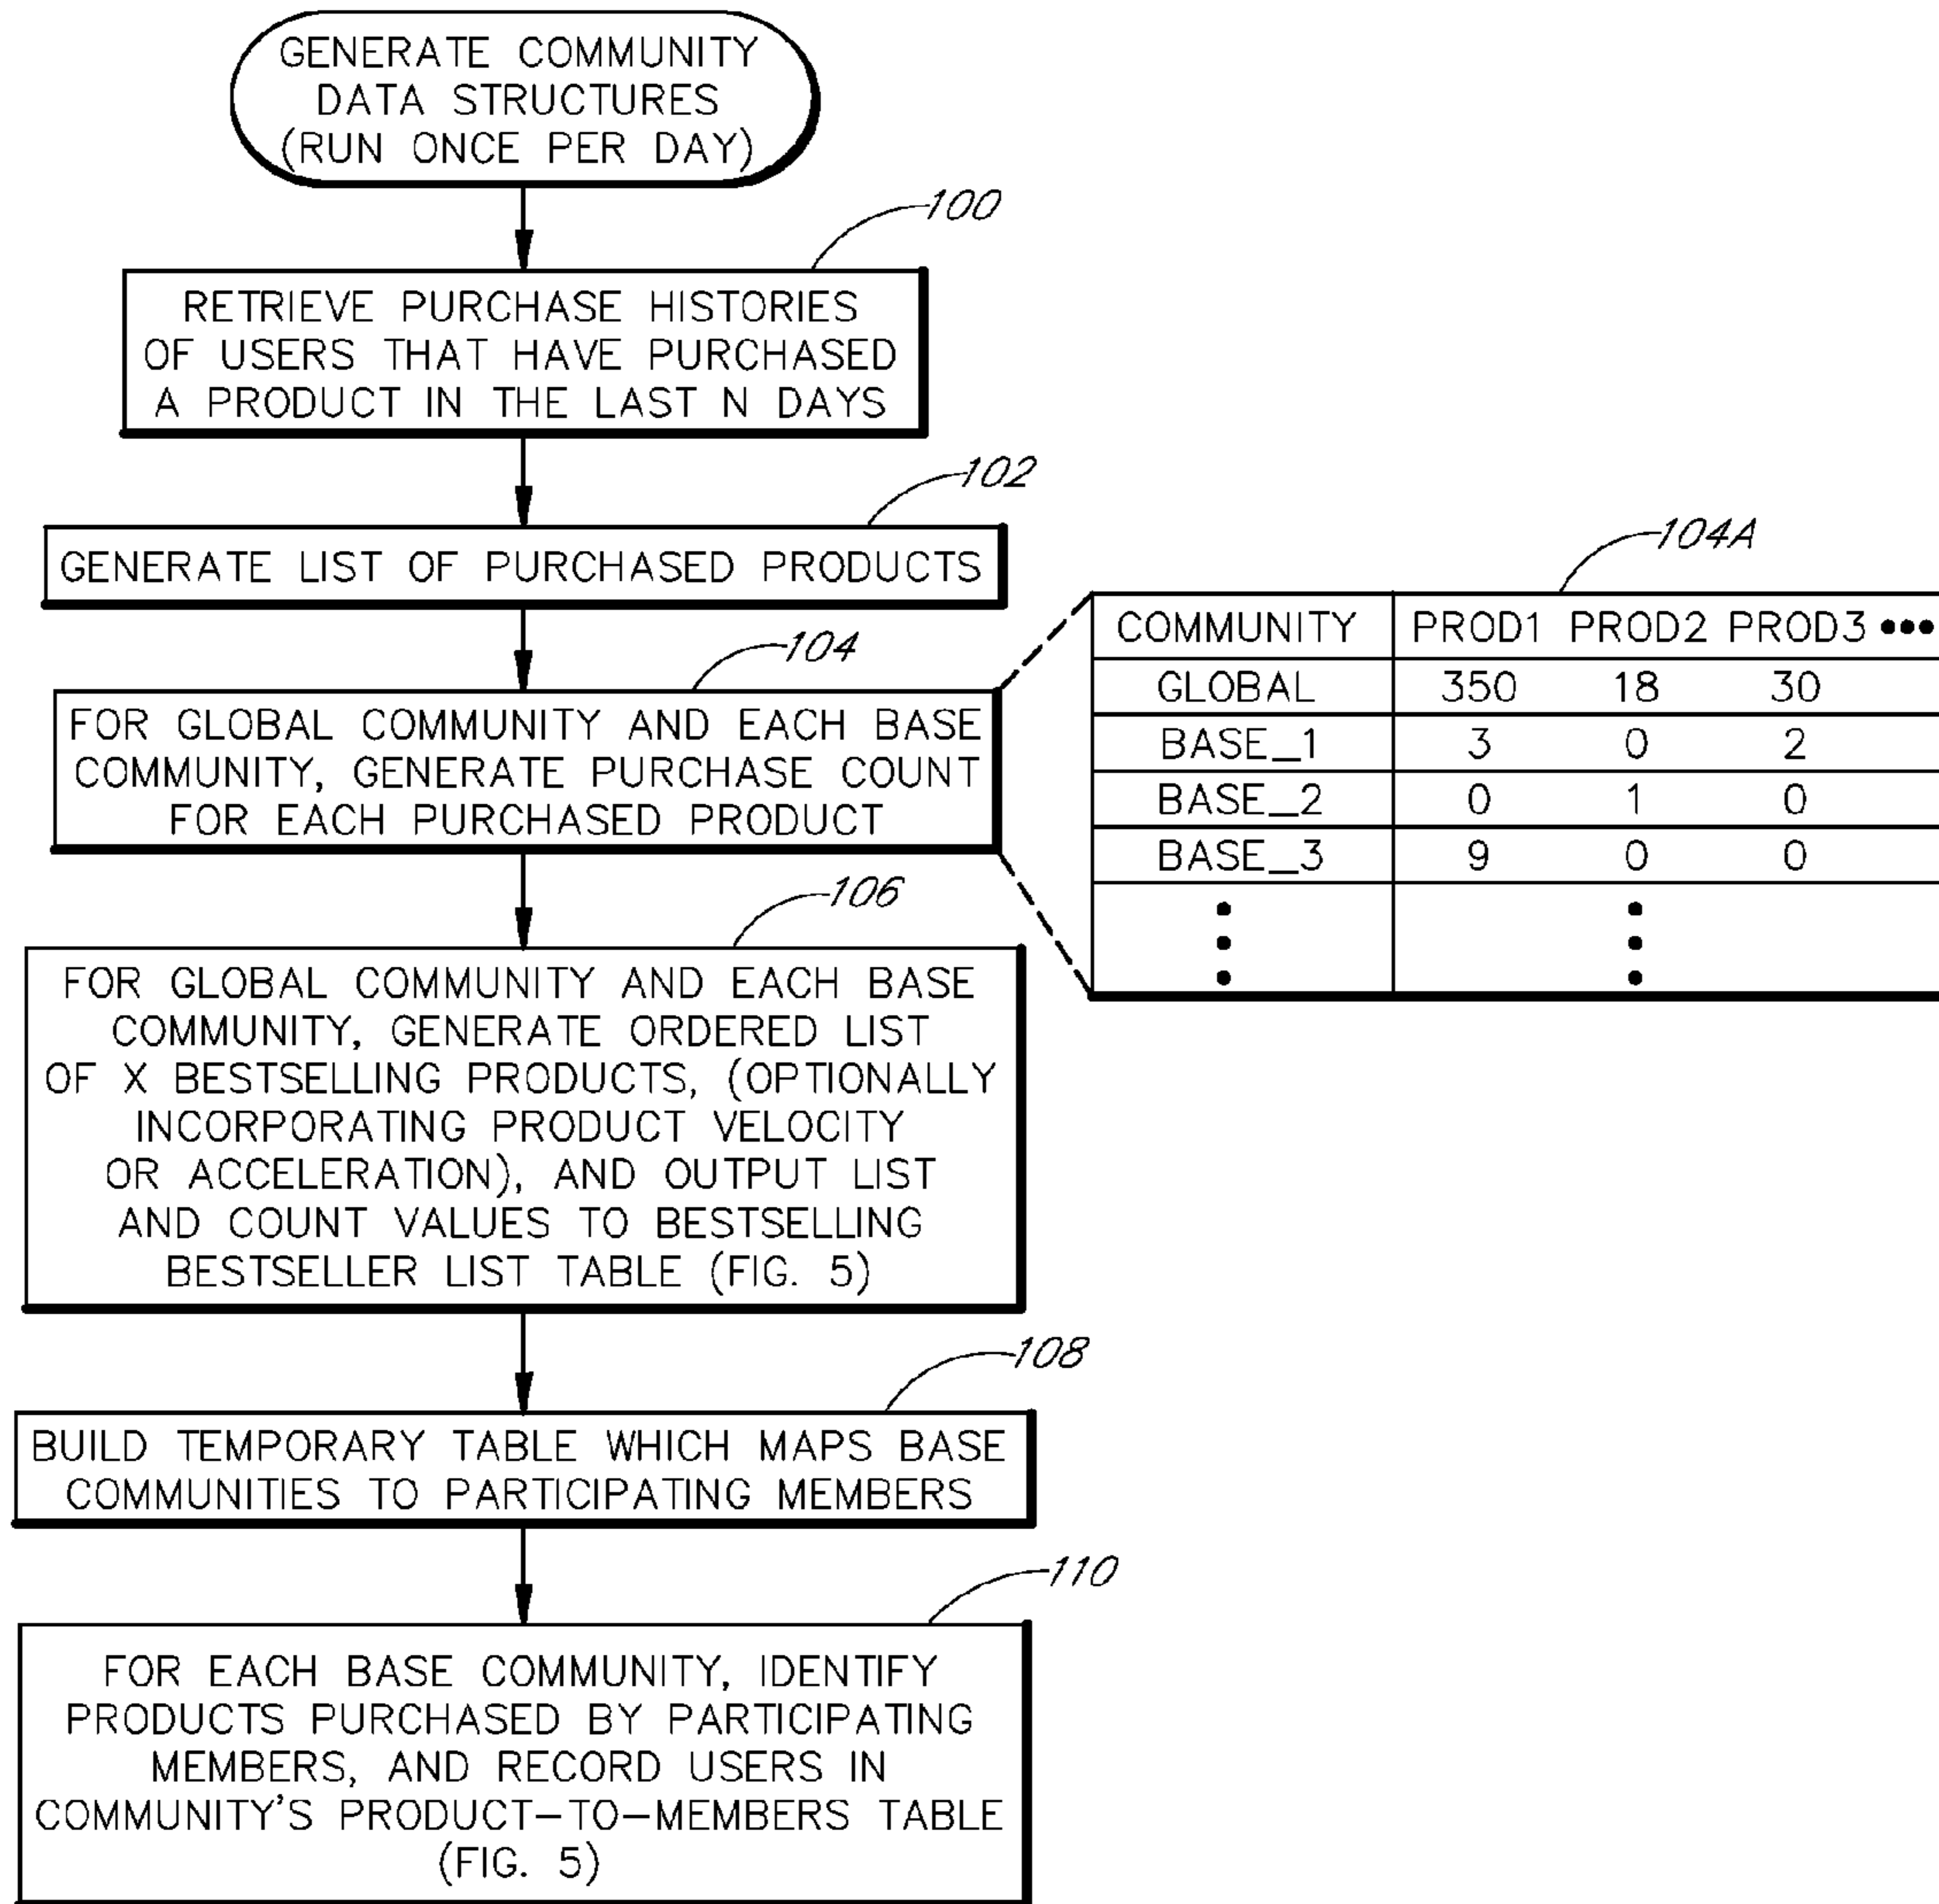 GENERATE COMMUNITY
DATA STRUCTURES
(RUN ONCE PER DAY)
100
RETRIEVE PURCHASE HISTORIES
OF USERS THAT HAVE PURCHASED
A PRODUCT IN THE LAST N DAYS
102
GENERATE LIST OF PURCHASED PRODUCTS
104
FOR GLOBAL COMMUNITY AND EACH BASE
COMMUNITY, GENERATE PURCHASE COUNT
FOR EACH PURCHASED PRODUCT
104A
COMMUNITY PROD1 PROD2 PROD3 •••
GLOBAL 350 18 30
BASE_1 3 0 2
BASE_2 0 1 0
BASE_3 9 0 0
106
FOR GLOBAL COMMUNITY AND EACH BASE
COMMUNITY, GENERATE ORDERED LIST
OF X BESTSELLING PRODUCTS, (OPTIONALLY
INCORPORATING PRODUCT VELOCITY
OR ACCELERATION), AND OUTPUT LIST
AND COUNT VALUES TO BESTSELLING
BESTSELLER LIST TABLE (FIG. 5)
108
BUILD TEMPORARY TABLE WHICH MAPS BASE
COMMUNITIES TO PARTICIPATING MEMBERS
110
FOR EACH BASE COMMUNITY, IDENTIFY
PRODUCTS PURCHASED BY PARTICIPATING
MEMBERS, AND RECORD USERS IN
COMMUNITY'S PRODUCT-TO-MEMBERS TABLE
(FIG. 5)